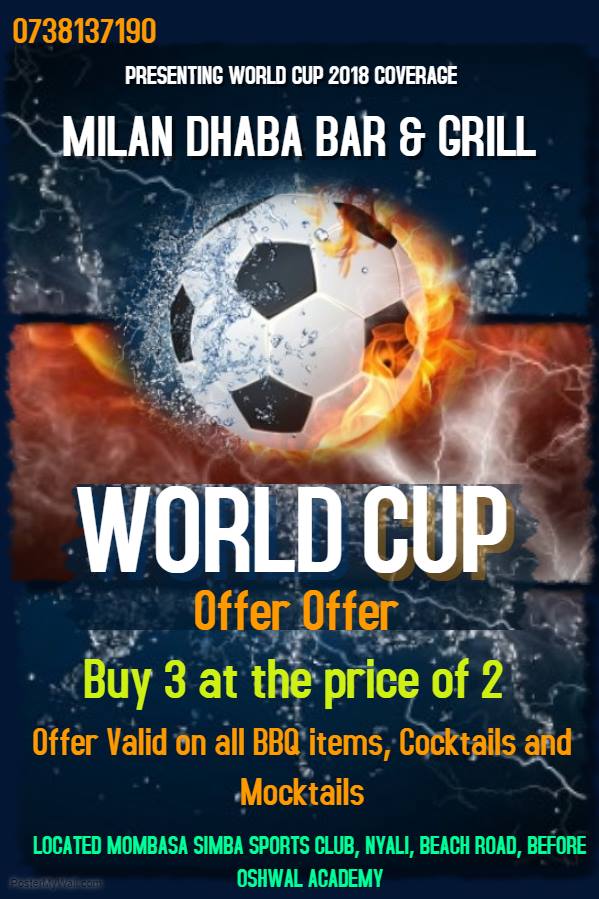 0738137190
PRESENTING WORLD CUP 2018 COVERAGE
MILAN DHABA BAR & GRILL
WORLD CUP
Offer Offer
Buy 3 at the price of 2
Offer Valid on all BBQ items, Cocktails and
Mocktails
LOCATED MOMBASA SIMBA SPORTS CLUB, NYALI, BEACH ROAD, BEFORE
OSHWAL ACADEMY
PosterMyWall.com